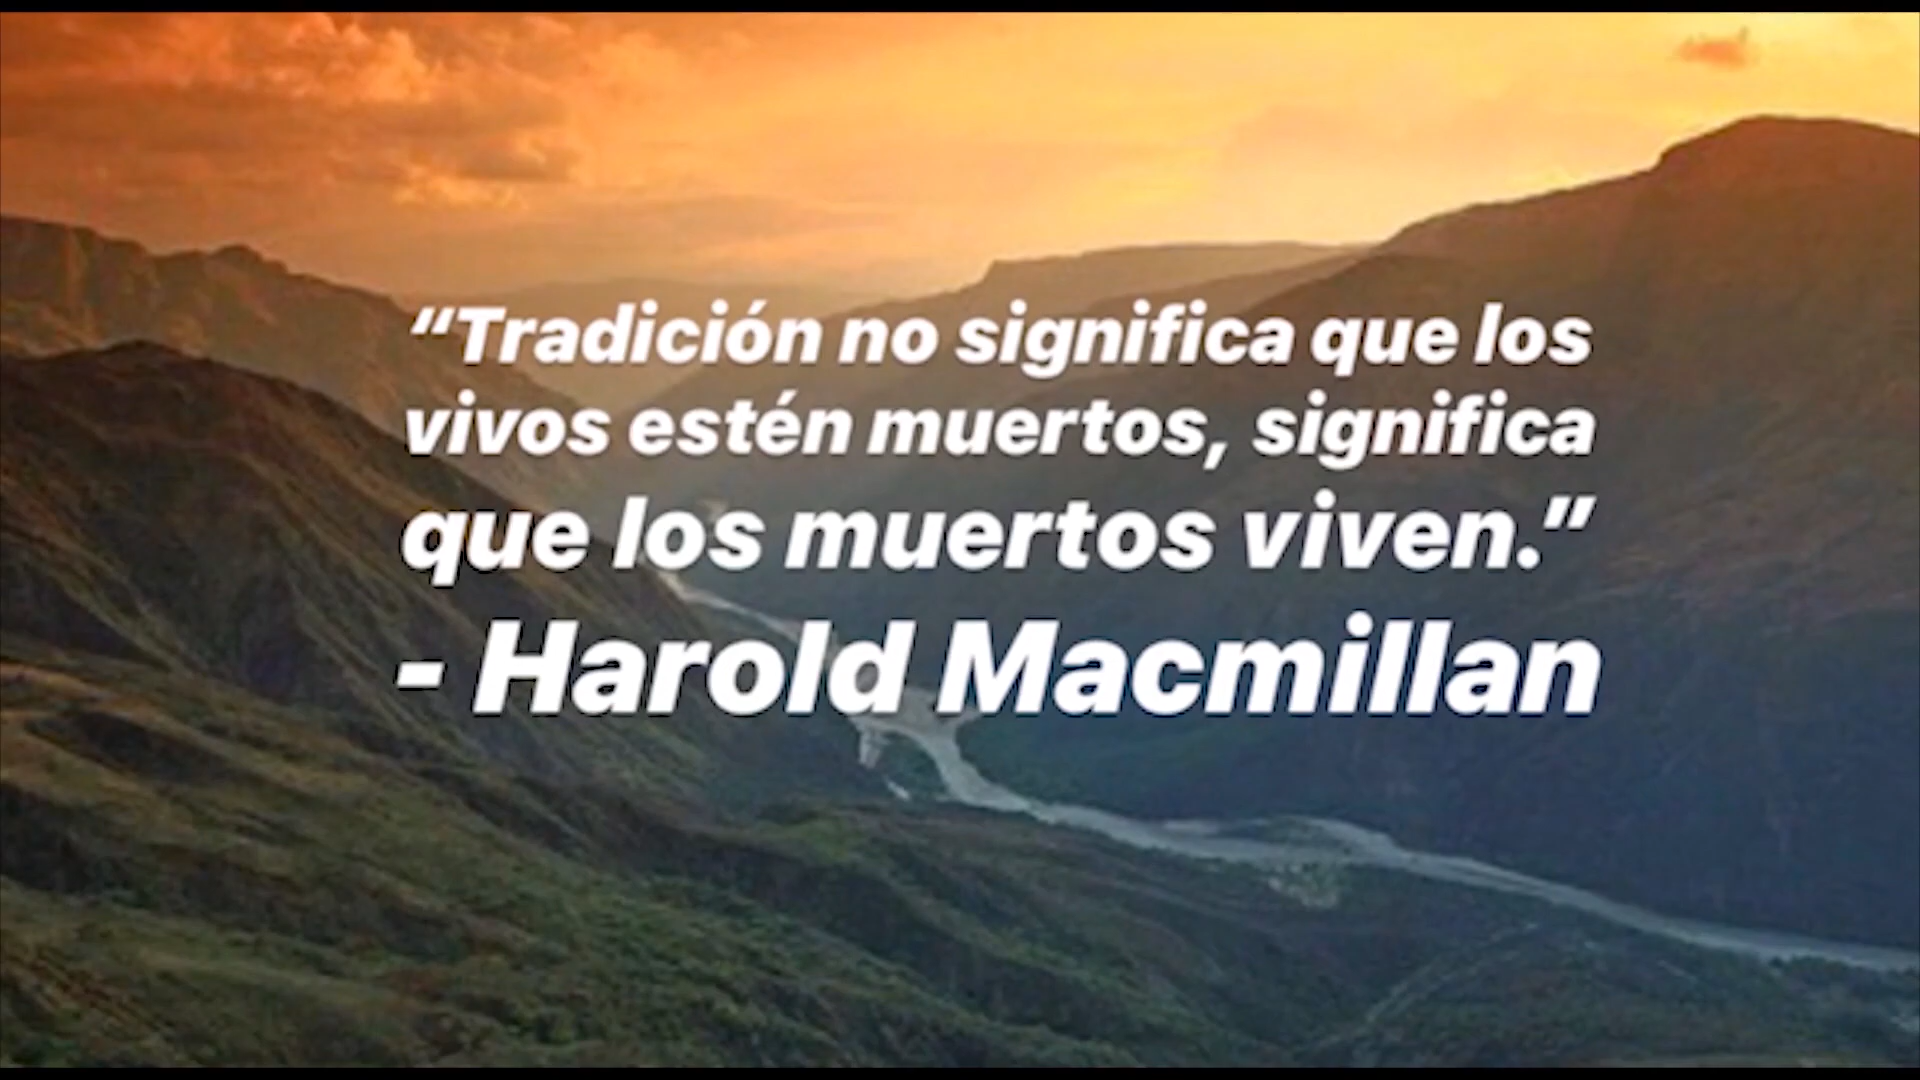 “Tradición no significa que los
vivos estén muertos, significa
que los muertos viven.”
- Harold Macmillan